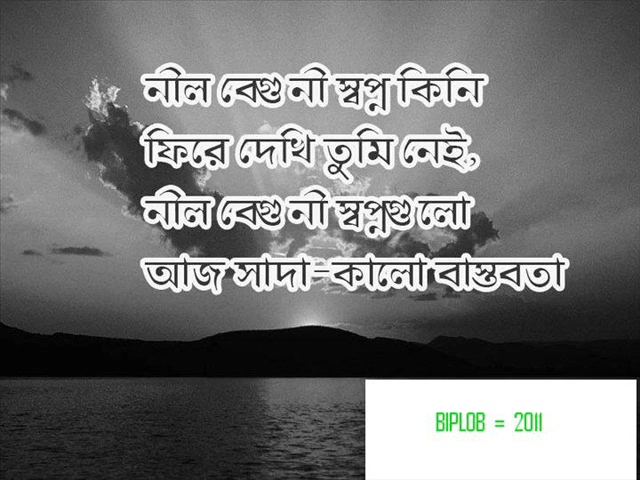 নীল বেগুনী স্বপ্ন কিনি
ফিরে দেখি তুমি নেই,
নীল বেগুনী স্বপ্নগুলো
আজ সাদা-কালো বাস্তবতা
BIPLOB = 2011